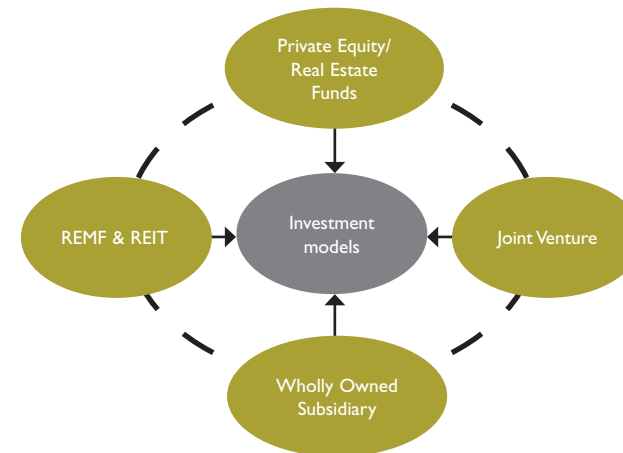 Private Equity/
Real Estate
Funds
REMF & REIT
Investment
models
Joint Venture
Wholly Owned
Subsidiary